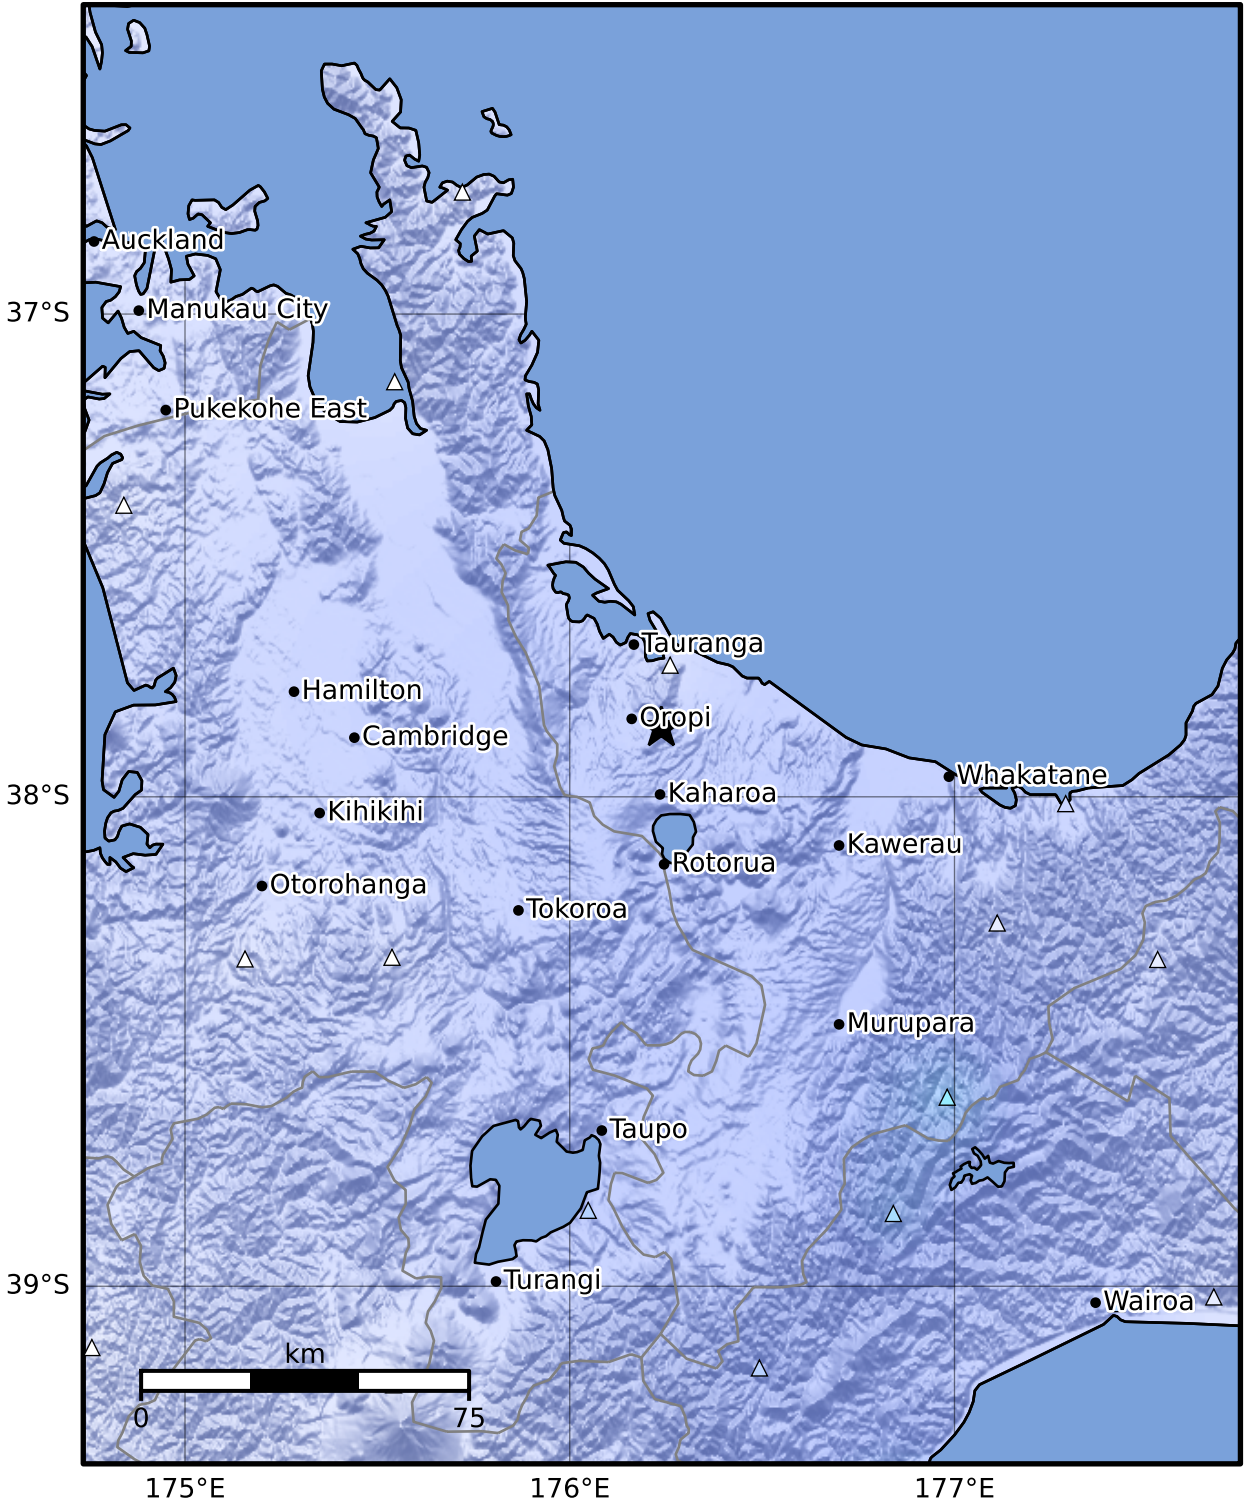 Auckland
37°S
Manukau City
Pukekohe East
Tauranga
Hamilton
Oropi
Cambridge
Whakatane
38°S
Kaharoa
Kihikihi
Kawerau
Rotorua
Otorohanga
Tokoroa
Murupara
Taupo
39°S
Turangi
Wairoa
km
0
75
175°E
176°E
177°E